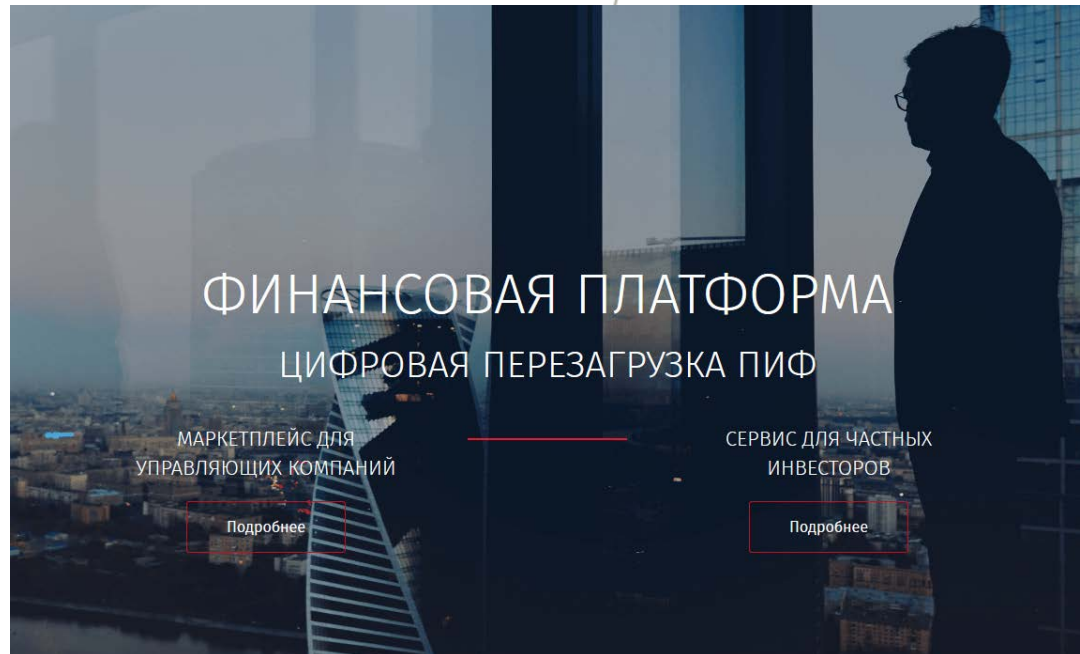 ФИНАНСОВАЯ ПЛАТФОРМА
ЦИФРОВАЯ ПЕРЕЗАГРУЗКА ПИФ
МАРКЕТПЛЕЙС ДЛЯ
УПРАВЛЯЮЩИХ КОМПАНИЙ
Подробнее
СЕРВИС ДЛЯ ЧАСТНЫХ
ИНВЕСТОРОВ
Подробнее